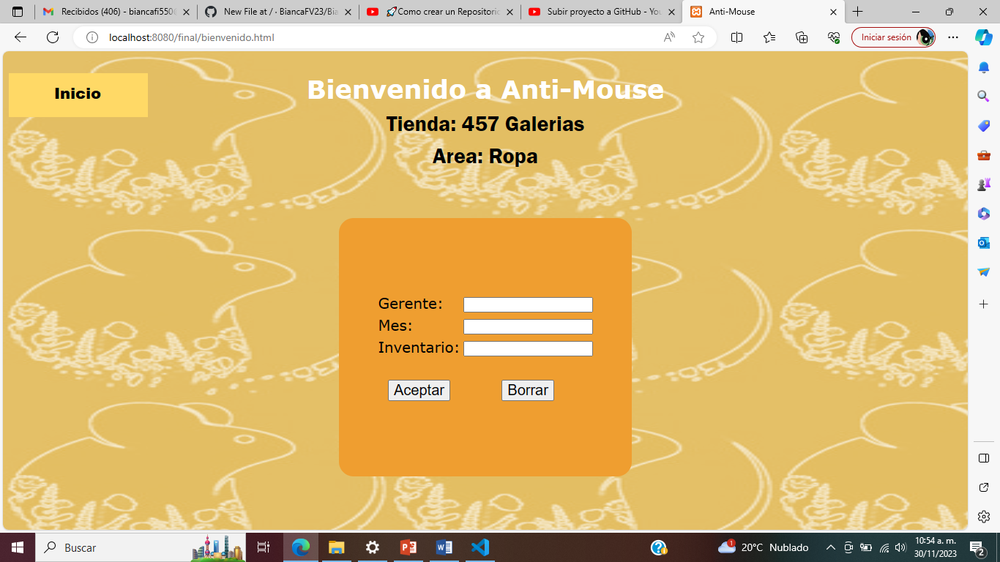 Recibidos (406) - biancafi550
New File at / · BiancaFV23/Bia
🚀Como crear un Repositorio
Subir proyecto a GitHub - You
Anti-Mouse
localhost:8080/final/bienvenido.html
Iniciar sesión
Inicio
Bienvenido a Anti-Mouse
Tienda: 457 Galerias
Area: Ropa
Gerente:
Mes:
Inventario:
Aceptar
Borrar
Buscar
1
20°C Nublado
10:54 a. m.
30/11/2023
2